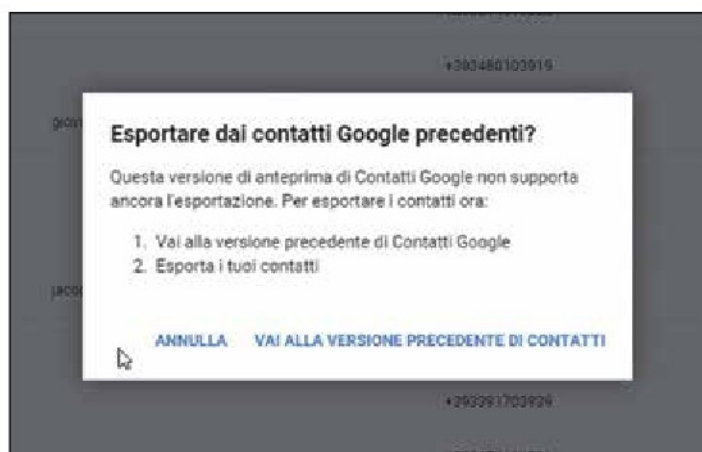 +393480103919
Esportare dai contatti Google precedenti?
Questa versione di anteprima di Contatti Google non supporta
ancora l'esportazione. Per esportare i contatti ora:
1. Vai alla versione precedente di Contatti Google
2. Esporta i tuoi contatti
ANNULLA VAI ALLA VERSIONE PRECEDENTE DI CONTATTI